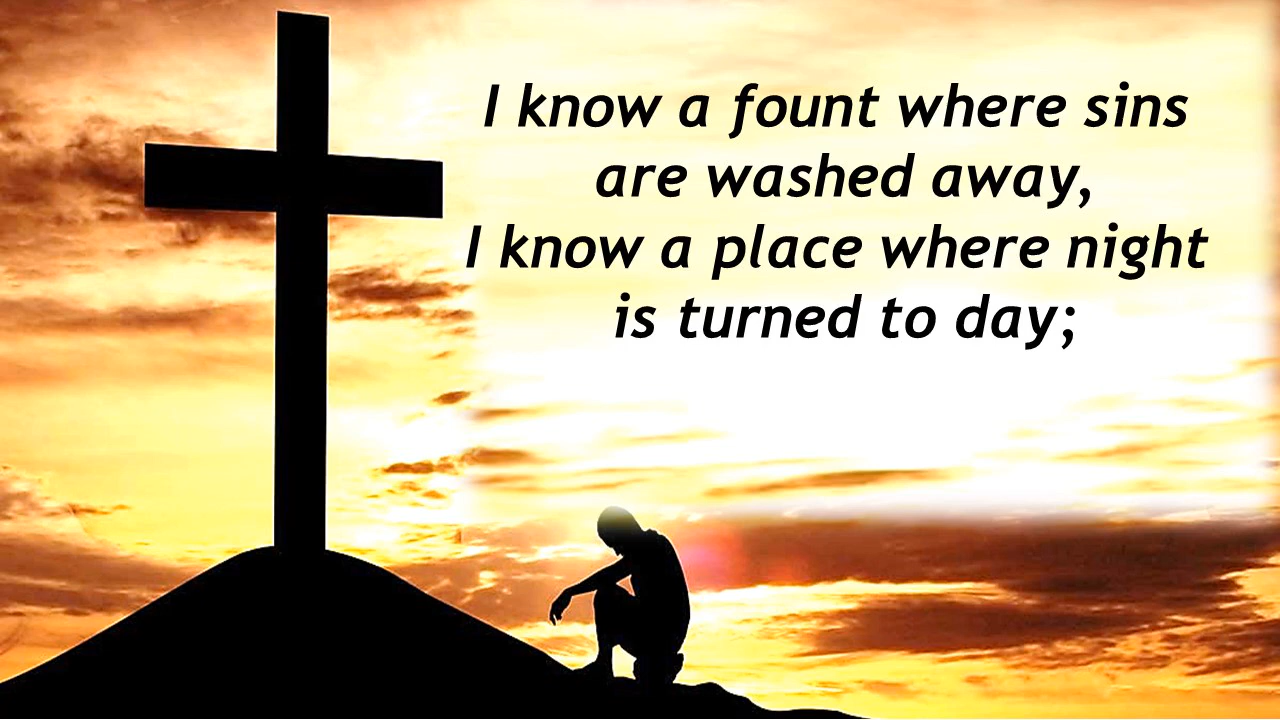 I know a fount where sins
are washed away,
I know a place where night
is turned to day;